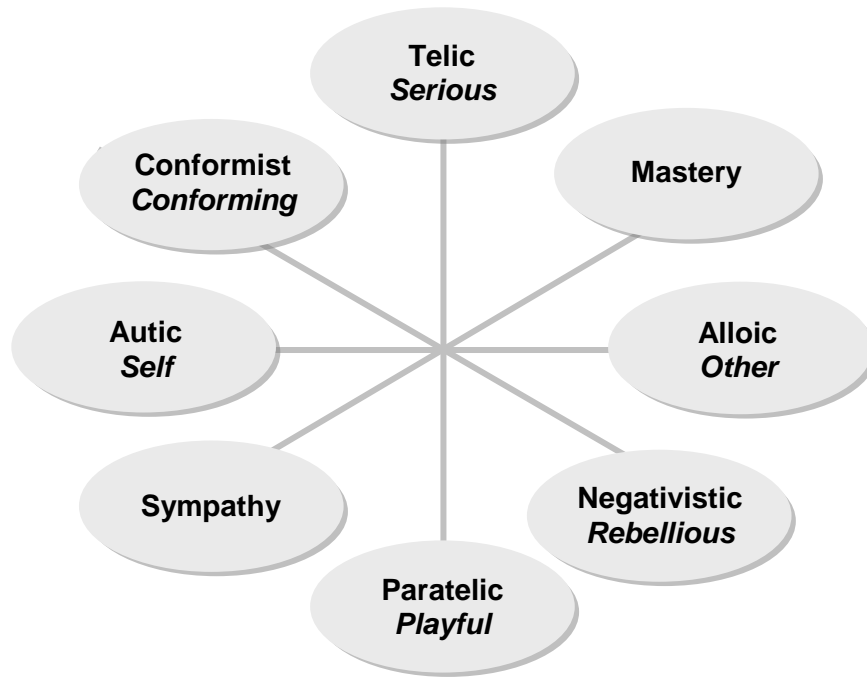 Telic
Serious
Conformist
Conforming
Mastery
Autic
Self
Alloic
Other
Sympathy
Negativistic
Rebellious
Paratelic
Playful